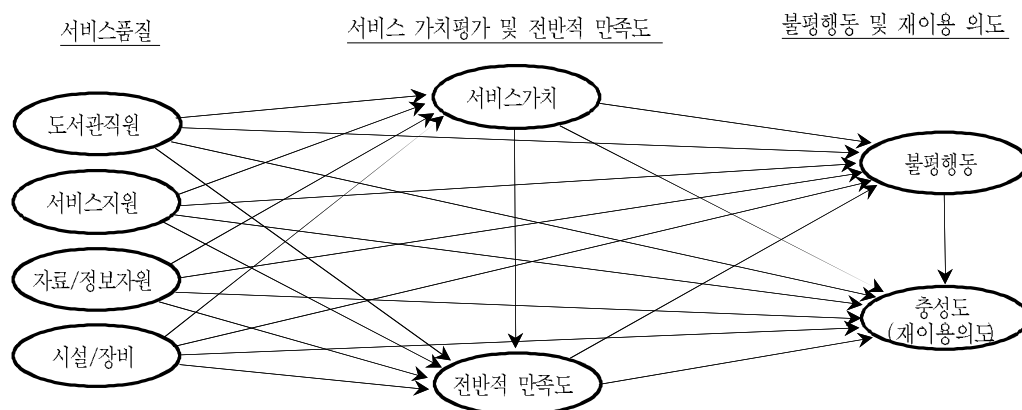 서비스품질
서비스 가치평가 및 전반적 만족도
불평행동 및 재이용 의도
도서관직원
서비스지원
자료/정보자원
시설/장비
서비스가치
전반적 만족도
불평행동
충성도
(재이용의도)